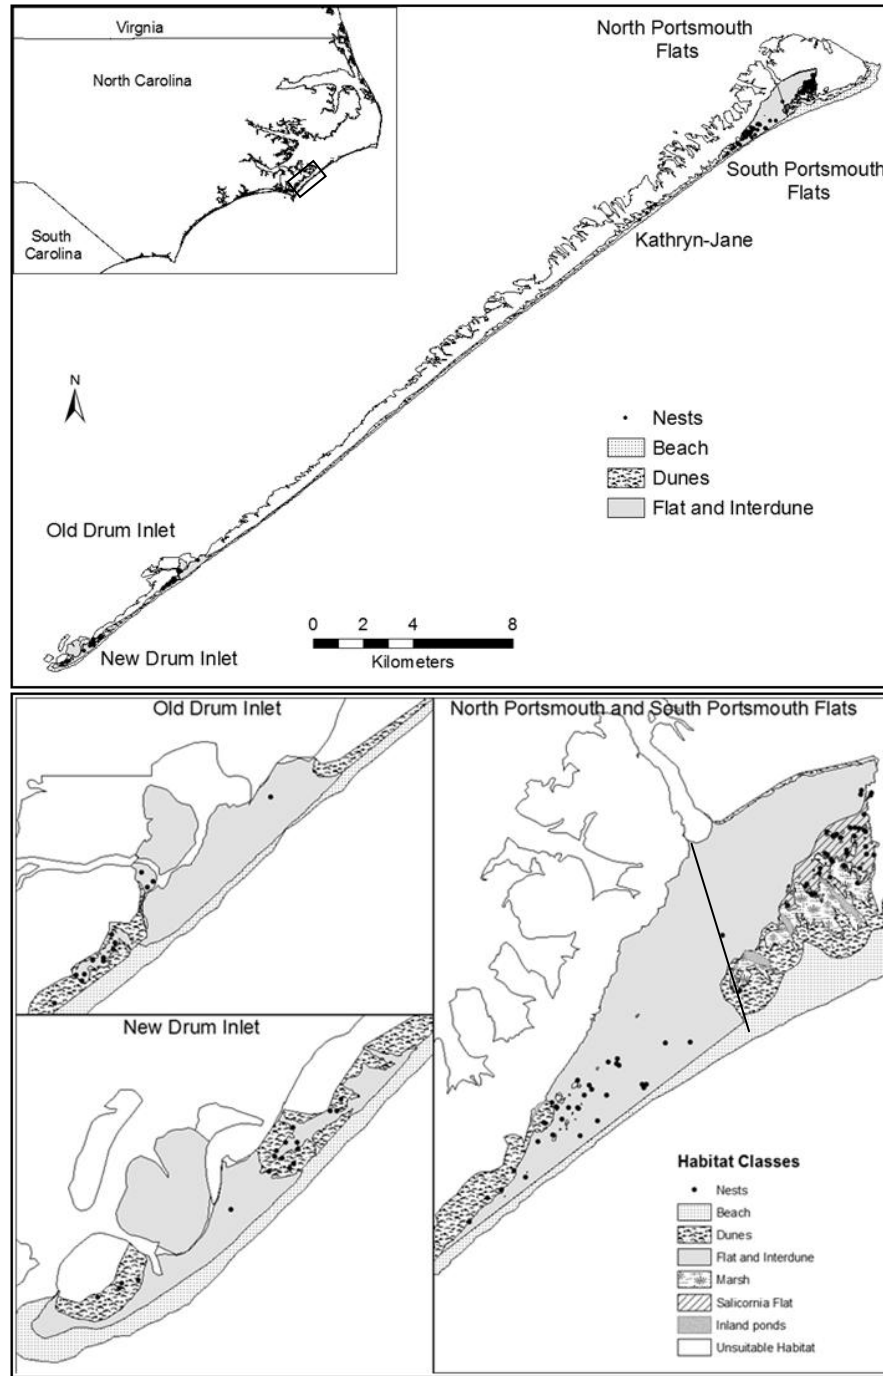 Virgnia
North Carolina
South
Carolina
North Portsmouth
Flats
South Portsmouth
Flats
Kathryn-Jane
N
Nests
Beach
Dunes
Flat and Interdune
Old Drum Inlet
New Drum Inlet
0 2 4 8
Kilometers
Old Drum Inlet
North Portsmouth and South Portsmouth Flats
New Drum Inlet
Habitat Classes
Nests
Beach
Dunes
Flat and Interdune
Marsh
Salicornia Flat
Inland ponds
Unsuitable Habitat